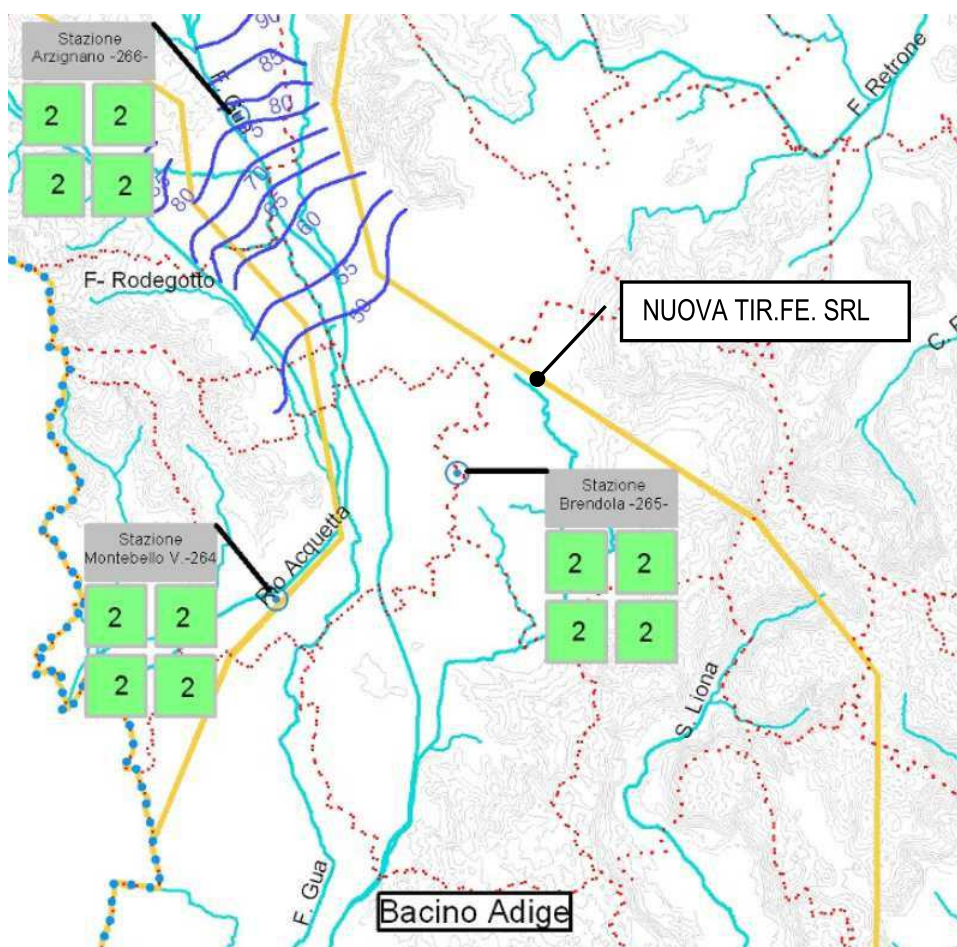 Stazione
Arzignano -266-
2 2
2 2
90
85
80
F. Gua
75
70
65
60
55
50
80
F- Rodegotto
F. Retrone
NUOVA TIR.FE. SRL
Stazione
Brendola -265-
2 2
2 2
Stazione
Montebello V.-264
2 2
2 2
Rio Acquetta
S. Liona
F. Gua
Bacino Adige